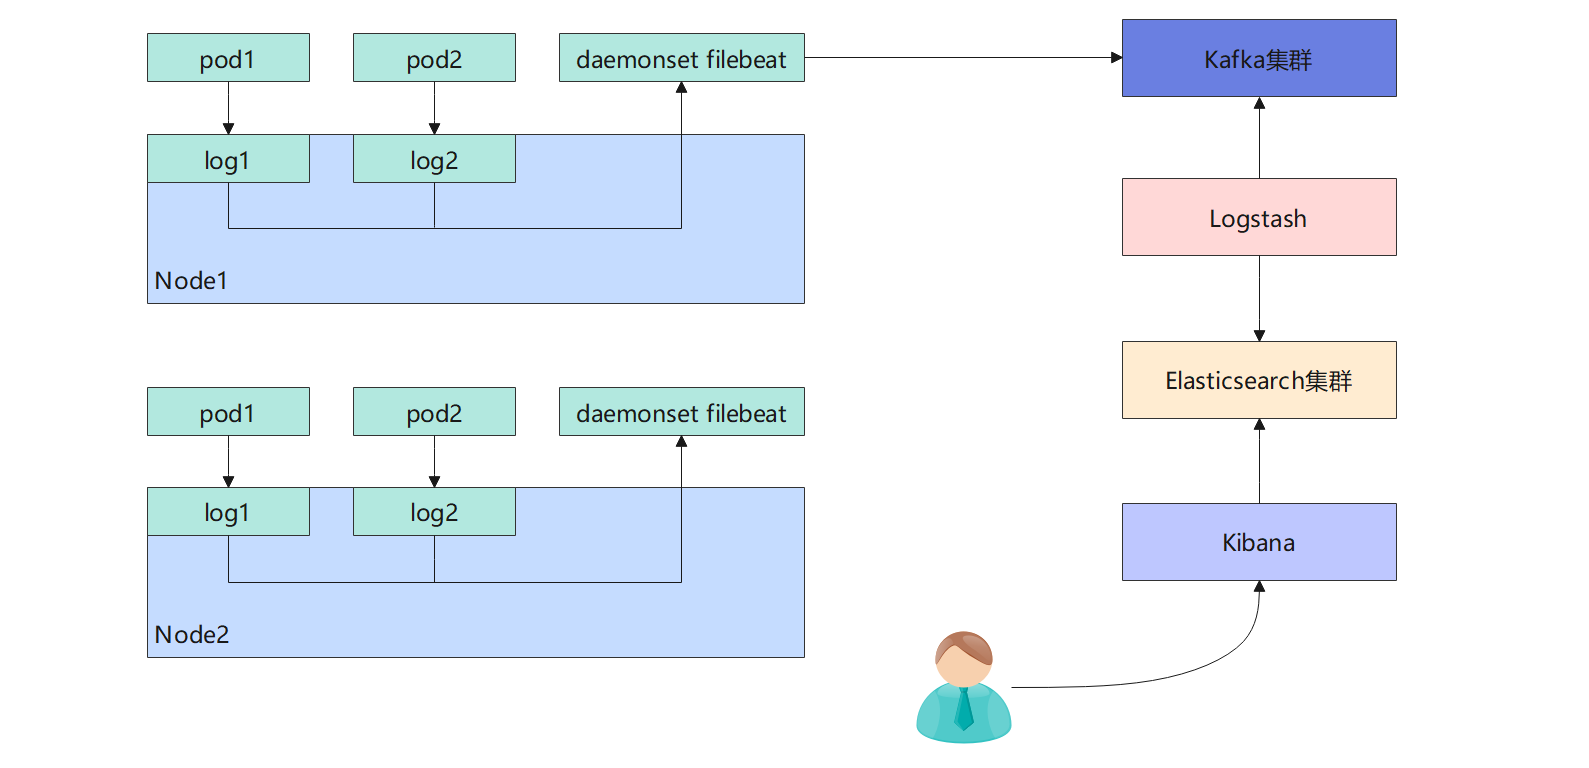 pod1
pod2
daemonset filebeat
Kafka集群
log1
log2
Logstash
Node1
Elasticsearch集群
pod1
pod2
daemonset filebeat
log1
log2
Kibana
Node2